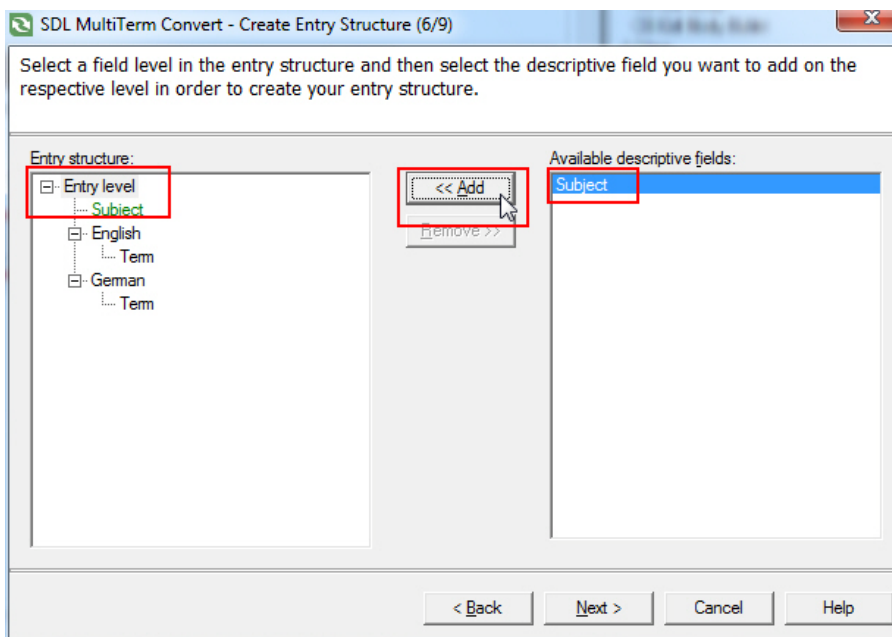 SDL MultiTerm Convert - Create Entry Structure (6/9)
Select a field level in the entry structure and then select the descriptive field you want to add on the
respective level in order to create your entry structure.
Entry structure:
Entry level
Subject
English
Term
German
Term
<< Add
Remove >>
Available descriptive fields:
Subject
< Back
Next >
Cancel
Help